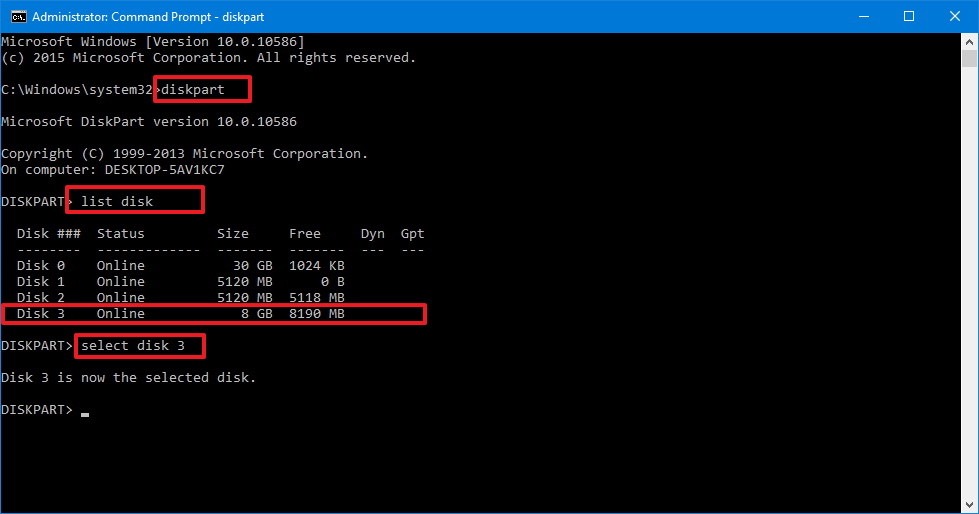 Administrator: Command Prompt - diskpart
Microsoft Windows [Version 10.0.10586]
(c) 2015 Microsoft Corporation. All rights reserved.
C:\Windows\system32>diskpart
Microsoft DiskPart version 10.0.10586
Copyright (C) 1999-2013 Microsoft Corporation.
On computer: DESKTOP-5AV1KC7
DISKPART> list disk
  Disk ###  Status         Size     Free     Dyn  Gpt
  --------  -------------  -------  -------  ---  ---
  Disk 0    Online           30 GB  1024 KB
  Disk 1    Online         5120 MB      0 B
  Disk 2    Online         5120 MB  5118 MB
  Disk 3    Online            8 GB  8190 MB
DISKPART> select disk 3
Disk 3 is now the selected disk.
DISKPART>